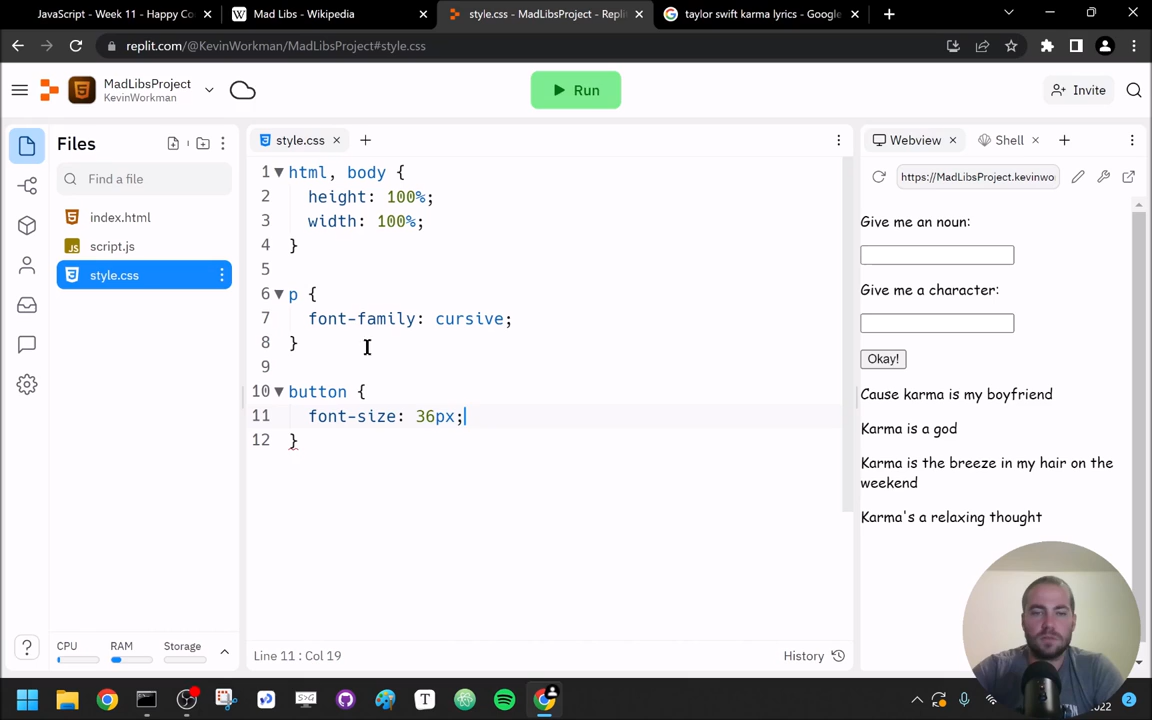 JavaScript - Week 11 - Happy Co
Mad Libs - Wikipedia
style.css - MadLibsProject - Replit
taylor swift karma lyrics - Google
replit.com/@KevinWorkman/MadLibsProject#style.css
MadLibsProject
KevinWorkman
Run
Invite
Files
Find a file
index.html
script.js
style.css
CPU
RAM
Storage
style.css
1 html, body {
2 height: 100%;
3 width: 100%;
4 }
5
6 p {
7 font-family: cursive;
8 }
9
10 button {
11 font-size: 36px;
12 }
Line 11 : Col 19
History
Webview
Shell
https://MadLibsProject.kevinwo
Give me an noun:
Give me a character:
Okay!
Cause karma is my boyfriend
Karma is a god
Karma is the breeze in my hair on the
weekend
Karma's a relaxing thought